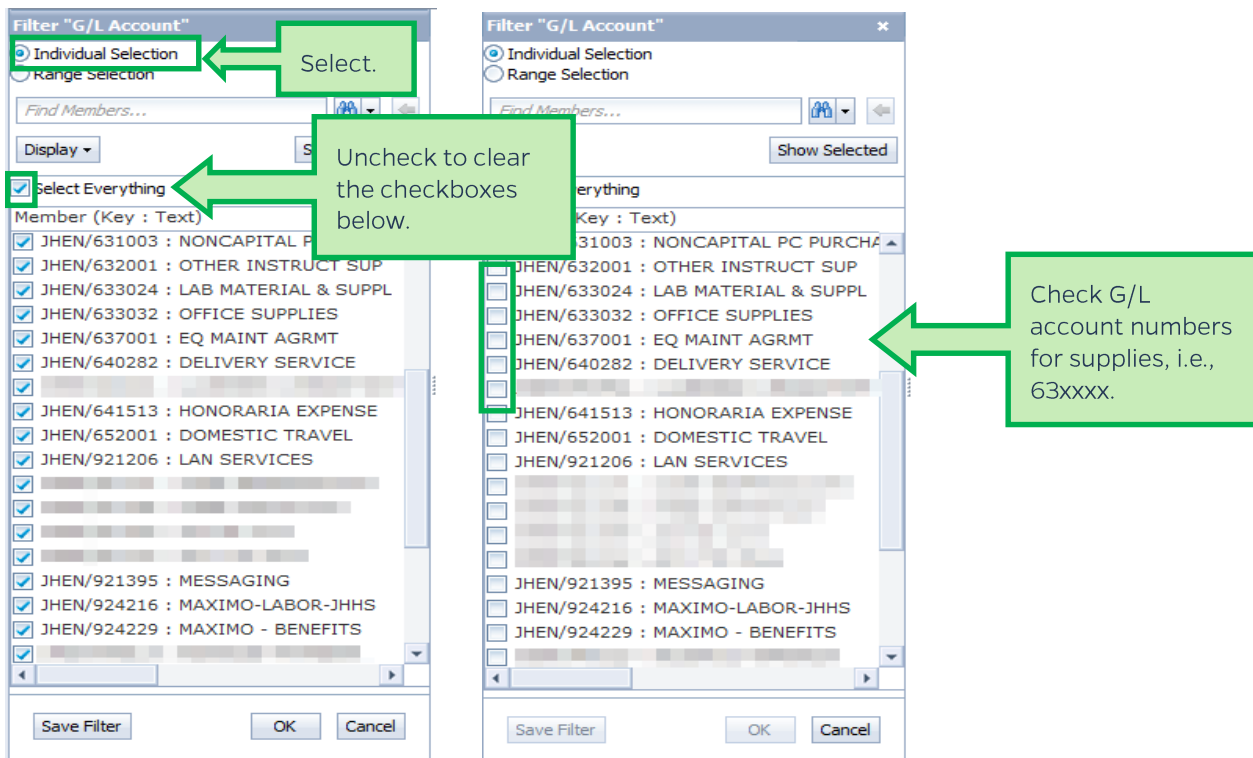 Filter "G/L Account"
Individual Selection
Range Selection
Select.
Find Members...
Display
S
Uncheck to clear
the checkboxes
below.
Select Everything
Member (Key : Text)
JHEN/631003 : NONCAPITAL P
JHEN/632001 : OTHER INSTRUCT SUP
JHEN/633024 : LAB MATERIAL & SUPPL
JHEN/633032 : OFFICE SUPPLIES
JHEN/637001 : EQ MAINT AGRMT
JHEN/640282 : DELIVERY SERVICE
JHEN/641513 : HONORARIA EXPENSE
JHEN/652001 : DOMESTIC TRAVEL
JHEN/921206 : LAN SERVICES
JHEN/921395 : MESSAGING
JHEN/924216 : MAXIMO-LABOR-JHHS
JHEN/924229 : MAXIMO - BENEFITS
Save Filter
OK
Cancel
Filter "G/L Account"
Individual Selection
Range Selection
Find Members...
Show Selected
erything
Key : Text)
31003 : NONCAPITAL PC PURCHA
JHEN/632001 : OTHER INSTRUCT SUP
JHEN/633024 : LAB MATERIAL & SUPPL
JHEN/633032 : OFFICE SUPPLIES
JHEN/637001 : EQ MAINT AGRMT
JHEN/640282 : DELIVERY SERVICE
JHEN/641513 : HONORARIA EXPENSE
JHEN/652001 : DOMESTIC TRAVEL
JHEN/921206 : LAN SERVICES
JHEN/921395 : MESSAGING
JHEN/924216 : MAXIMO-LABOR-JHHS
JHEN/924229 : MAXIMO - BENEFITS
Save Filter
OK
Cancel
Check G/L
account numbers
for supplies, i.e.,
63xxxx.